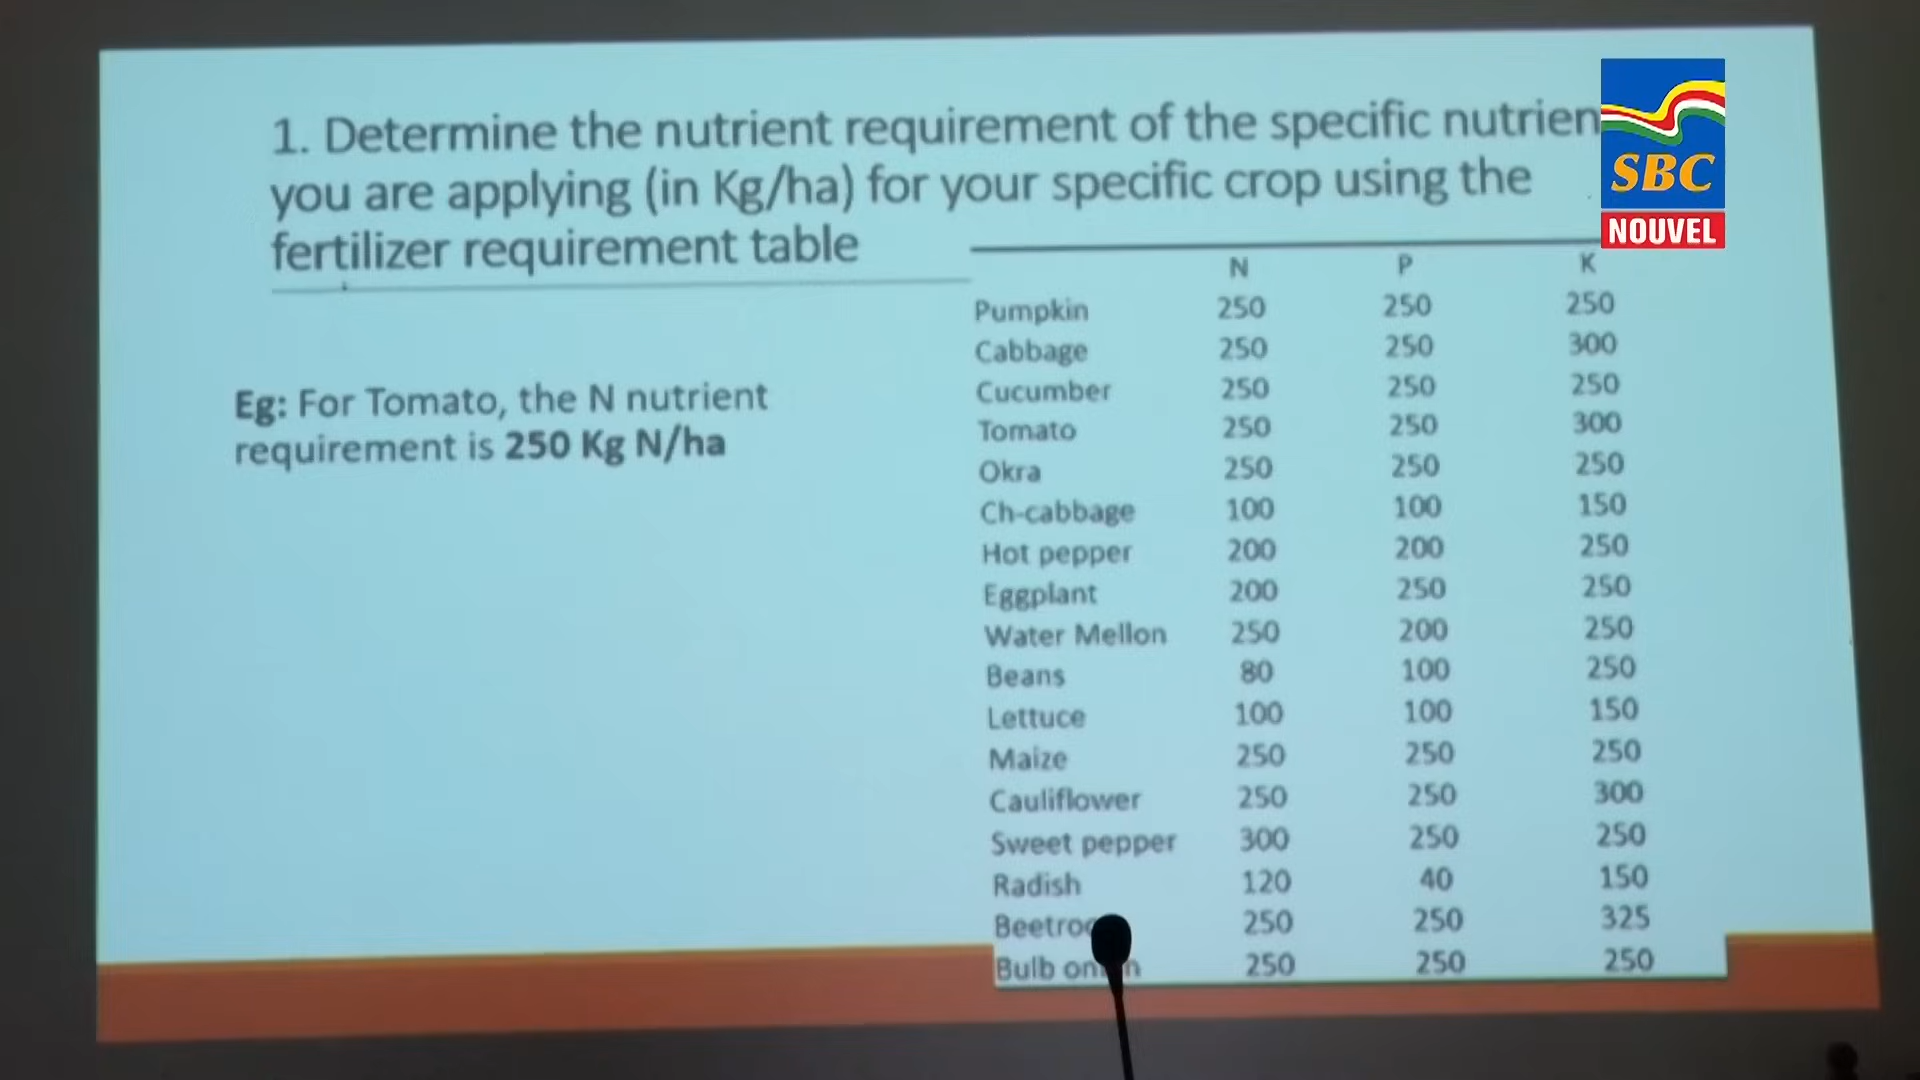 1. Determine the nutrient requirement of the specific nutrien
you are applying (in Kg/ha) for your specific crop using the
fertilizer requirement table
SBC
NOUVEL
Eg: For Tomato, the N nutrient
requirement is 250 Kg N/ha
N P K
Pumpkin 250 250 250
Cabbage 250 250 300
Cucumber 250 250 250
Tomato 250 250 300
Okra 250 250 250
Ch-cabbage 100 100 150
Hot pepper 200 200 250
Eggplant 200 250 250
Water Mellon 250 200 250
Beans 80 100 250
Lettuce 100 100 150
Maize 250 250 250
Cauliflower 250 250 300
Sweet pepper 300 250 250
Radish 120 40 150
Beetroo 250 250 325
Bulb onion 250 250 250